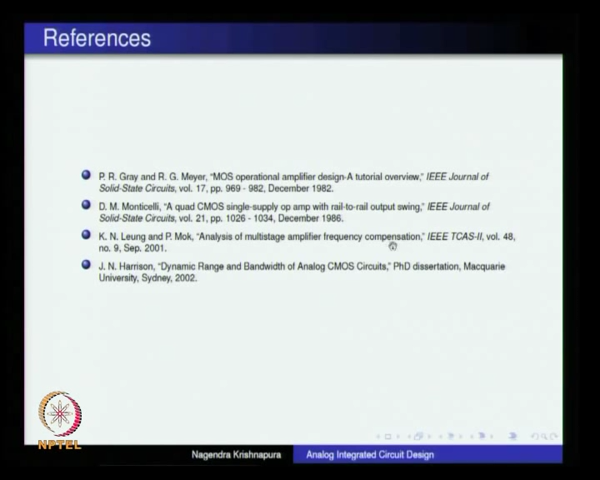 References
P. R. Gray and R. G. Meyer, "MOS operational amplifier design-A tutorial overview," IEEE Journal of
Solid-State Circuits, vol. 17, pp. 969 - 982, December 1982.
D. M. Monticelli, "A quad CMOS single-supply op amp with rail-to-rail output swing," IEEE Journal of
Solid-State Circuits, vol. 21, pp. 1026 - 1034, December 1986.
K. N. Leung and P. Mok, "Analysis of multistage amplifier frequency compensation," IEEE TCAS-II, vol. 48,
no. 9, Sep. 2001.
J. N. Harrison, "Dynamic Range and Bandwidth of Analog CMOS Circuits," PhD dissertation, Macquarie
University, Sydney, 2002.
NPTEL
Nagendra Krishnapura Analog Integrated Circuit Design